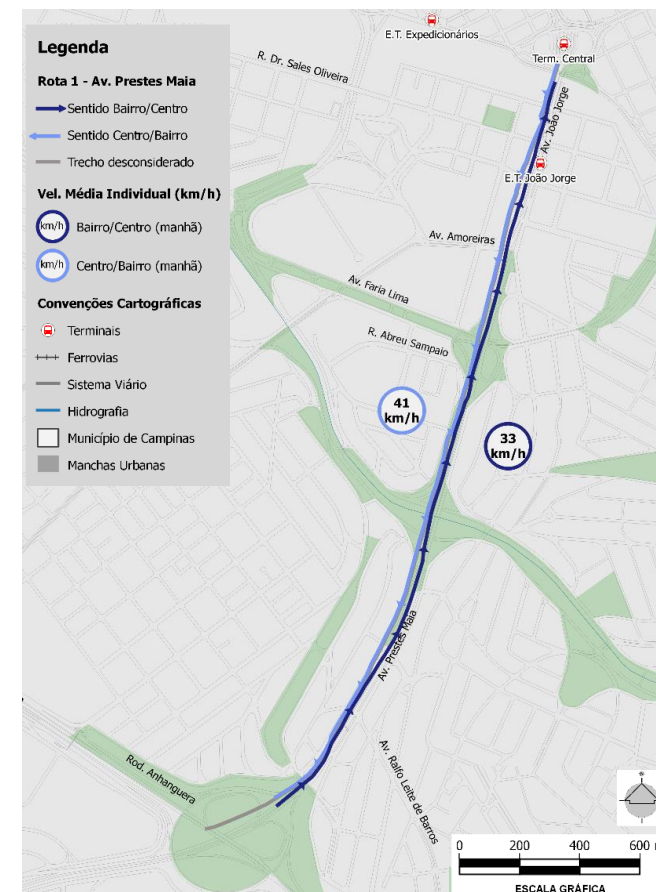 Legenda
Rota 1 - Av. Prestes Maia
Sentido Bairro/Centro
Sentido Centro/Bairro
Trecho desconsiderado
Vel. Média Individual (km/h)
km/h Bairro/Centro (manhã)
km/h Centro/Bairro (manhã)
Convenções Cartográficas
Terminais
Ferrovias
Sistema Viário
Hidrografia
Município de Campinas
Manchas Urbanas
E.T. Expedicionários
Term. Central
R. Dr. Sales Oliveira
Av. João Jorge
E.T. João Jorge
Av. Amoreiras
Av. Faria Lima
R. Abreu Sampaio
41
km/h
33
km/h
Av. Prestes Maia
Av. Ralfo Leite de Barros
Rod. Anhanguera
0 200 400 600 m
ESCALA GRÁFICA